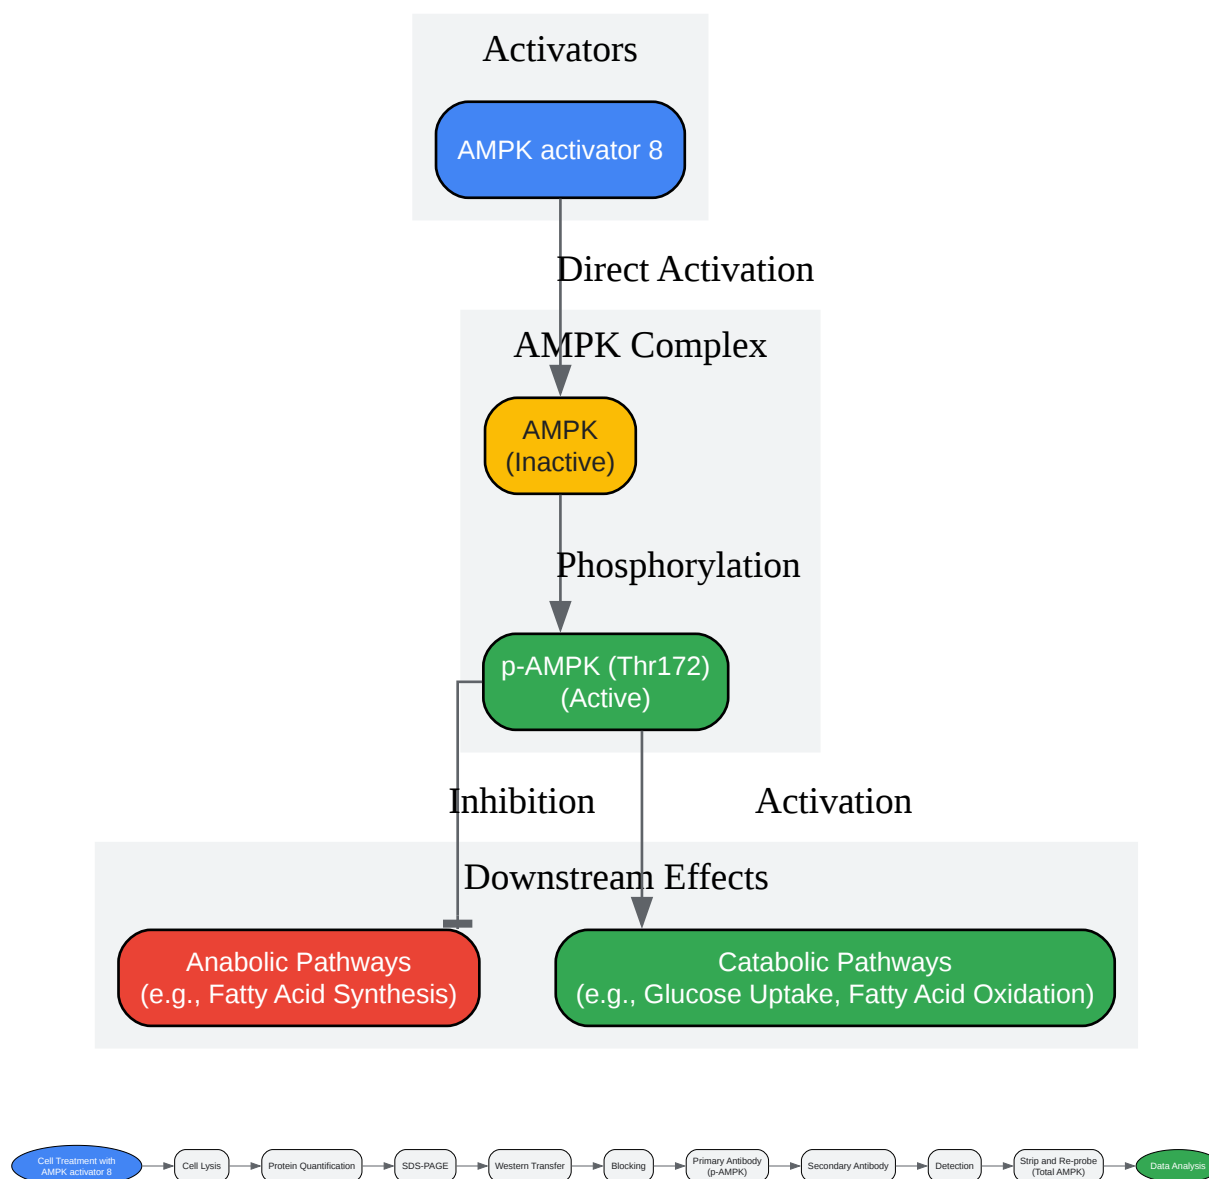 Activators
AMPK activator 8
Direct Activation
AMPK Complex
AMPK
(Inactive)
Phosphorylation
p-AMPK (Thr172)
(Active)
Inhibition
Activation
Downstream Effects
Anabolic Pathways
(e.g., Fatty Acid Synthesis)
Catabolic Pathways
(e.g., Glucose Uptake, Fatty Acid Oxidation)
Cell Treatment with
AMPK activator 8
Cell Lysis
Protein Quantification
SDS-PAGE
Western Transfer
Blocking
Primary Antibody
(p-AMPK)
Secondary Antibody
Detection
Strip and Re-probe
(Total AMPK)
Data Analysis